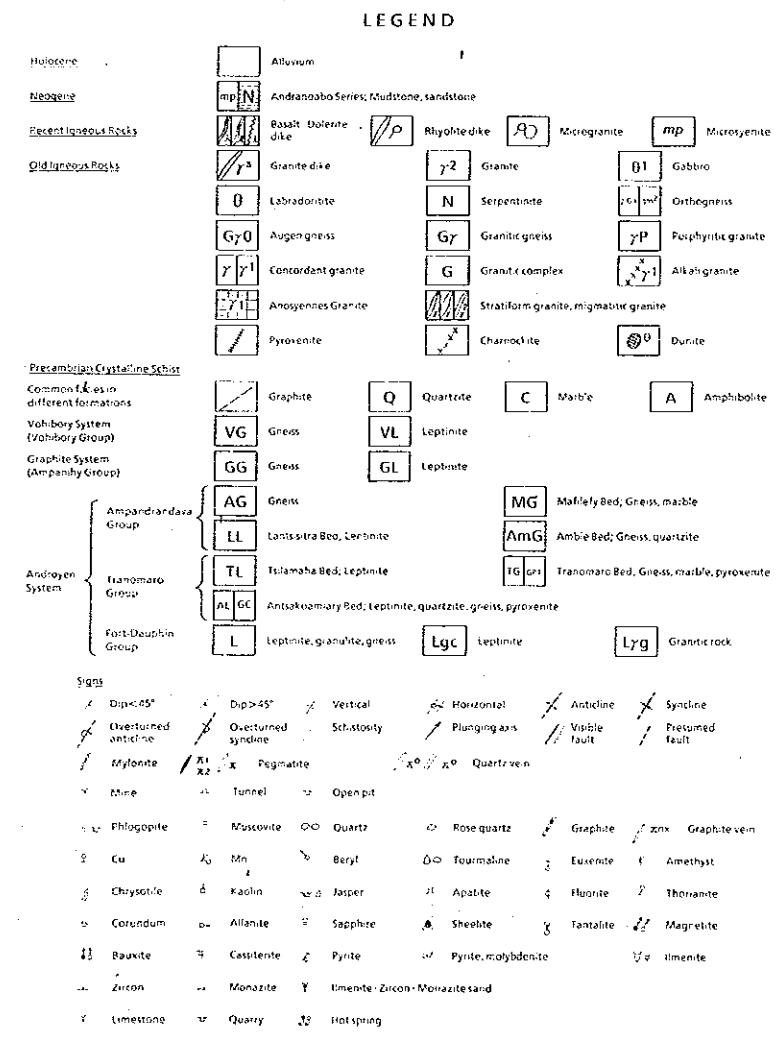 LEGEND
Holocene Alluvium
Neogene mp N Andranoabo Series; Mudstone, sandstone
Recent Igneous Rocks Basalt Dolerite dike Rhyolite dike Microgranite mp Microsyenite
Old Igneous Rocks γ3 Granite dike γ2 Granite θ1 Gabbro
θ Labradoritite N Serpentinite Orthogneiss
Gγ0 Augen gneiss Gγ Granitic gneiss γP Porphyritic granite
γ γ1 Concordant granite G Granitic complex γ1 Alkali granite
γ1 Anosyennes Granite Stratiform granite, migmatitic granite
Pyroxenite Charnockite θ Dunite
Precambrian Crystalline Schist
Common facies in different formations Graphite Q Quartzite C Marble A Amphibolite
Vohibory System (Vohibory Group) VG Gneiss VL Leptinite
Graphite System (Ampanihy Group) GG Gneiss GL Leptinite
Androyen System
Ampandrandava Group AG Gneiss MG Mafilefy Bed; Gneiss, marble
LL Leptinite AmG Ambie Bed; Gneiss, quartzite
Tranomaro Group TL Tsilamaha Bed; Leptinite TG Tranomaro Bed, Gneiss, marble, pyroxenite
AL GC Antsakoamiary Bed; Leptinite, quartzite, greiss, pyroxenite
Fort-Dauphin Group L Leptinite, granulite, gneiss Lgc Leptinite Lγg Granitic rock
Signs
Dip<45° Dip>45° Vertical Horizontal Anticline Syncline
Overturned anticline Overturned syncline Schistosity Plunging axis Visible fault Presumed fault
Mylonite x1 x2 x Pegmatite x0 x0 Quartz vein
Mine Tunnel Open pit
Phlogopite Muscovite Quartz Rose quartz Graphite Graphite vein
Cu Mn Beryl Tourmaline Euxenite Amethyst
Chrysotile Kaolin Jasper Apatite Fluorite Thorianite
Corundum Allanite Sapphire Sheelite Tantalite Magnetite
Bauxite Cassiterite Pyrite Pyrite, molybdenite Ilmenite
Zircon Monazite Ilmenite · Zircon · Monazite sand
Limestone Quarry Hot spring